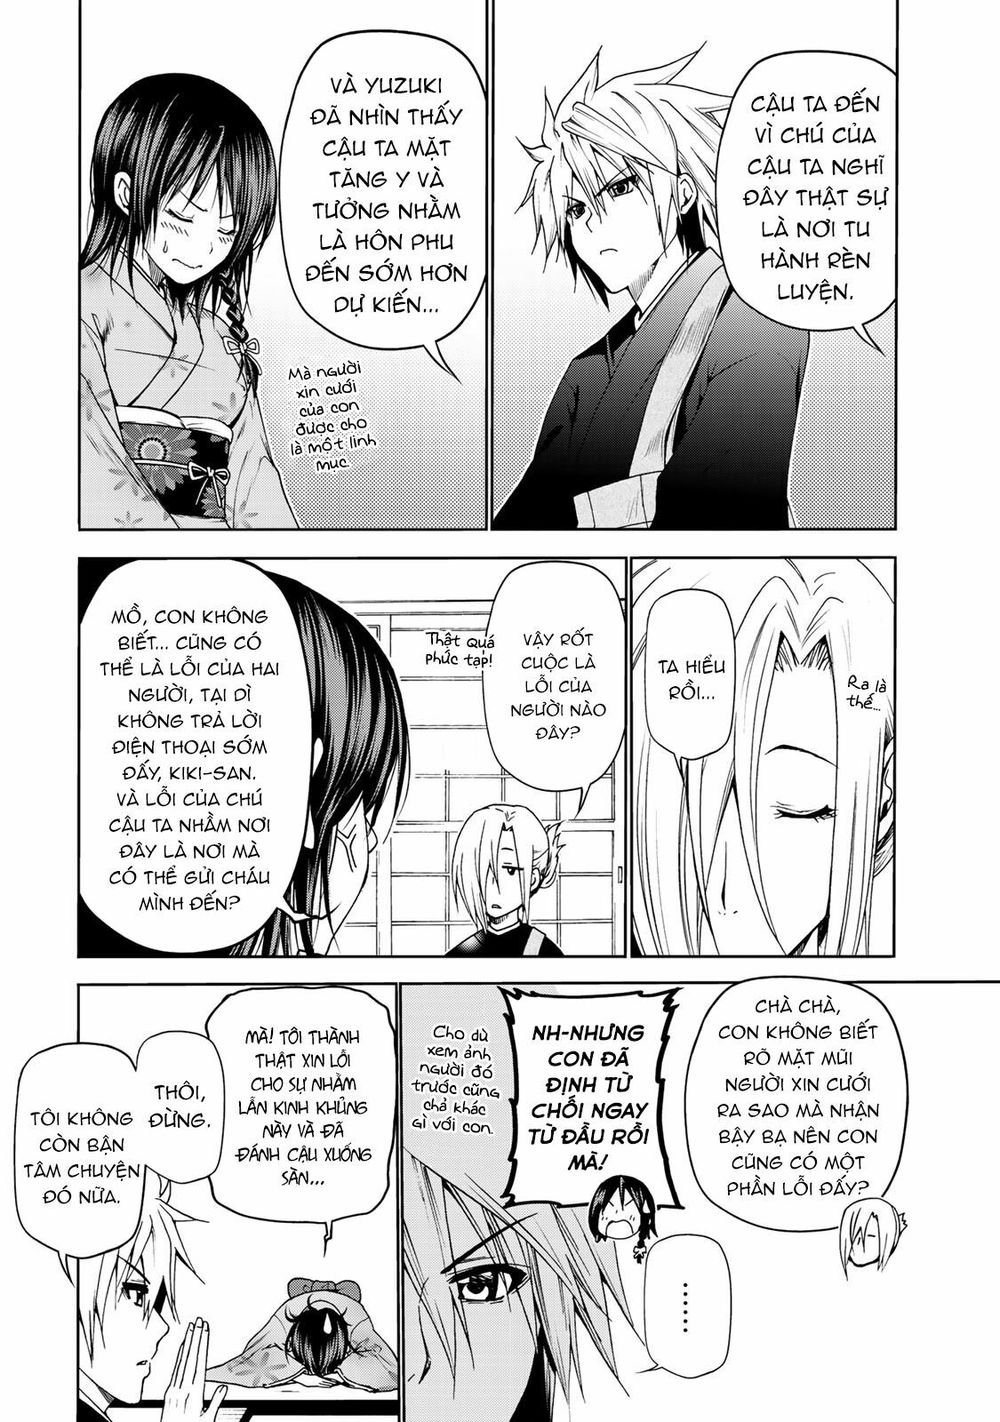 CẬU TA ĐẾN
VÌ CHÚ CỦA
CẬU TA NGHĨ
ĐÂY THẬT SỰ
LÀ NƠI TU
HÀNH RÈN
LUYỆN.
VÀ YUZUKI
ĐÃ NHÌN THẤY
CẬU TA MẶT
TĂNG Y VÀ
TƯỞNG NHẦM
LÀ HÔN PHU
ĐẾN SỚM HƠN
DỰ KIẾN...
Mà người
xin cưới
của con
được cho
là một linh
mục.
Ra là
thế...
TA HIỂU
RỒI...
VẬY RỐT
CUỘC LÀ
LỖI CỦA
NGƯỜI NÀO
ĐÂY?
Thật Quá
Phức tạp!
MỒ, CON KHÔNG
BIẾT... CŨNG CÓ
THỂ LÀ LỖI CỦA HAI
NGƯỜI, TẠI DÌ
KHÔNG TRẢ LỜI
ĐIỆN THOẠI SỚM
ĐẤY, KIKI-SAN.
VÀ LỖI CỦA CHÚ
CẬU TA NHẦM NƠI
ĐÂY LÀ NƠI MÀ
CÓ THỂ GỬI CHÁU
MÌNH ĐẾN?
CHÀ CHÀ,
CON KHÔNG BIẾT
RÕ MẶT MŨI
NGƯỜI XIN CƯỚI
RA SAO MÀ NHẬN
BẬY BẠ NÊN CON
CŨNG CÓ MỘT
PHẦN LỖI ĐẤY?
NH-NHƯNG
CON ĐÃ
ĐỊNH TỪ
CHỐI NGAY
TỪ ĐẦU RỒI
MÀ!
Cho dù
xem ảnh
người đó
trước cũng
chả khác
gì với con.
......
MÀ! TÔI THÀNH
THẬT XIN LỖI
CHO SỰ NHẦM
LẪN KINH KHỦNG
NÀY VÀ ĐÃ
ĐÁNH CẬU XUỐNG
SÀN...
THÔI,
ĐỪNG.
TÔI KHÔNG
CÒN BẬN
TÂM CHUYỆN
ĐÓ NỮA.